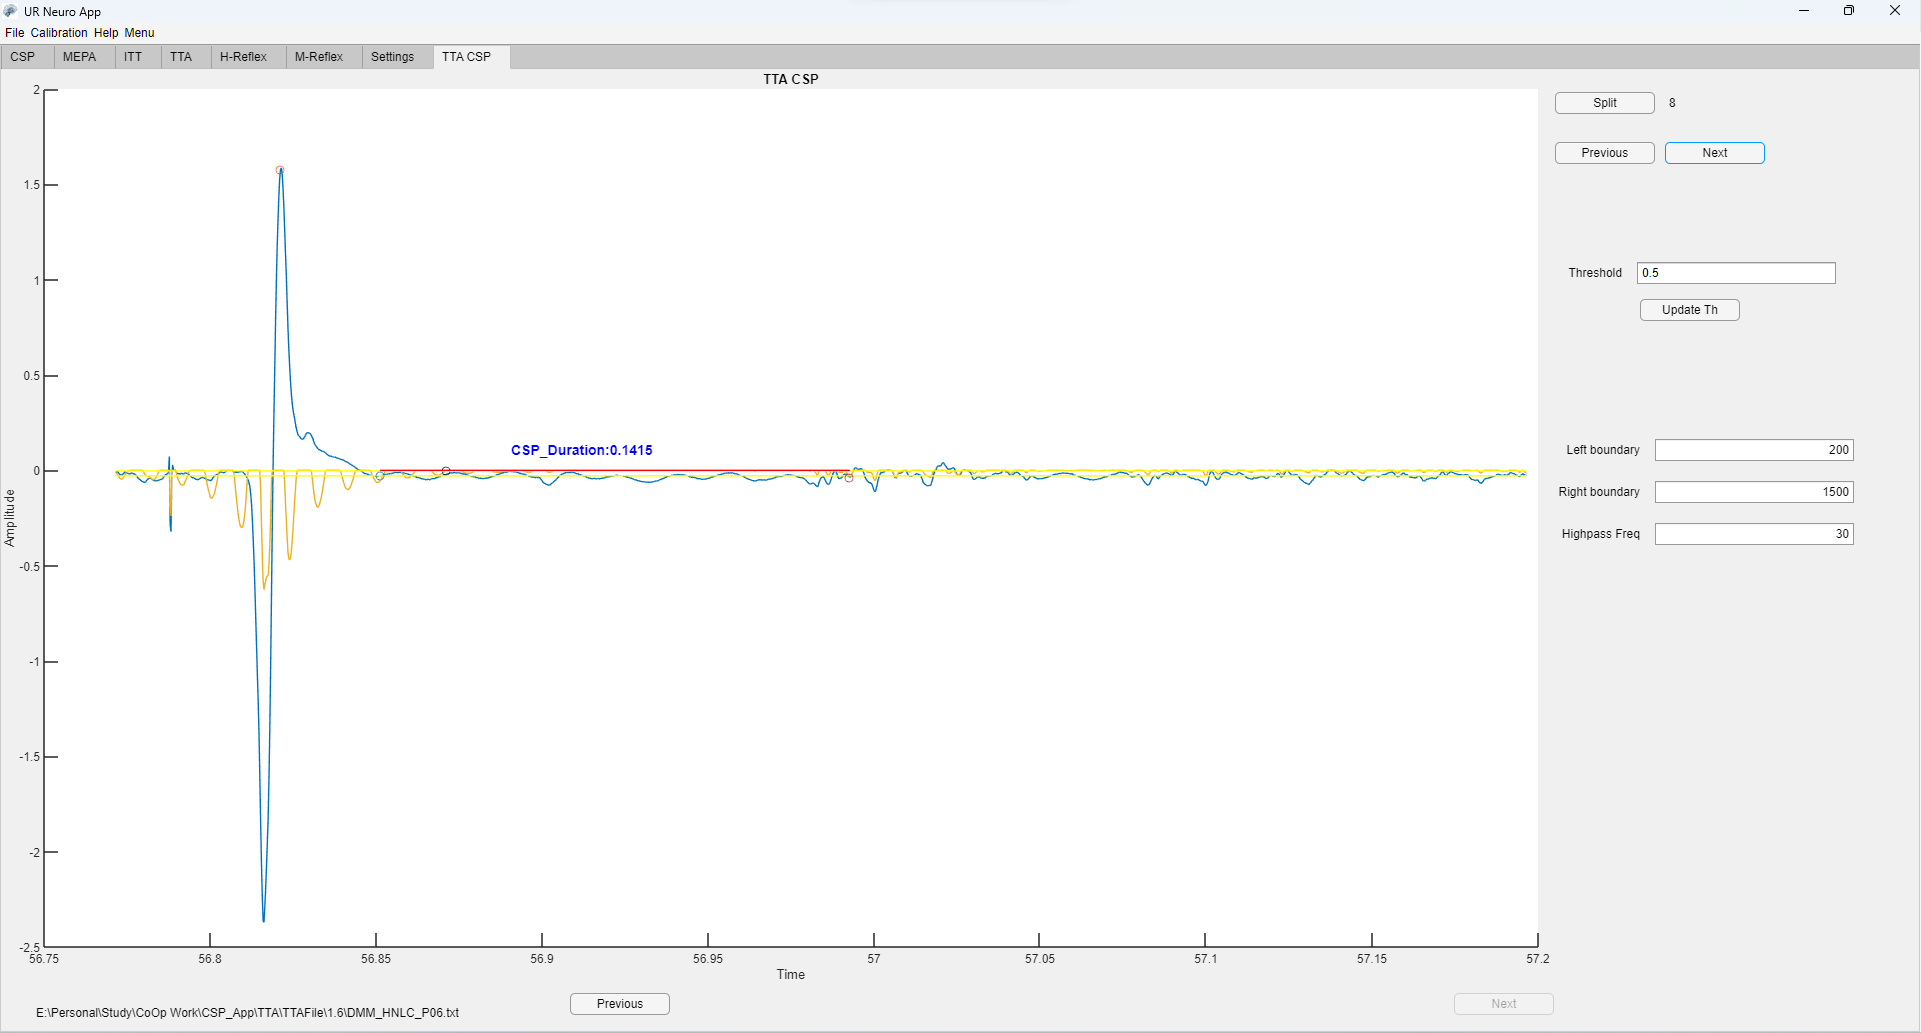 UR Neuro App
File Calibration Help Menu
CSP MEPA ITT TTA H-Reflex M-Reflex Settings TTA CSP
TTA CSP
Split 8
Previous Next
Threshold 0.5
Update Th
Left boundary 200
Right boundary 1500
Highpass Freq 30
2
1.5
1
0.5
0
-0.5
-1
-1.5
-2
-2.5
Amplitude
CSP_Duration:0.1415
56.75 56.8 56.85 56.9 56.95 57 57.05 57.1 57.15 57.2
Time
Previous Next
E:\Personal\Study\CoOp Work\CSP_App\TTA\TTAFile\1.6\DMM_HNLC_P06.txt